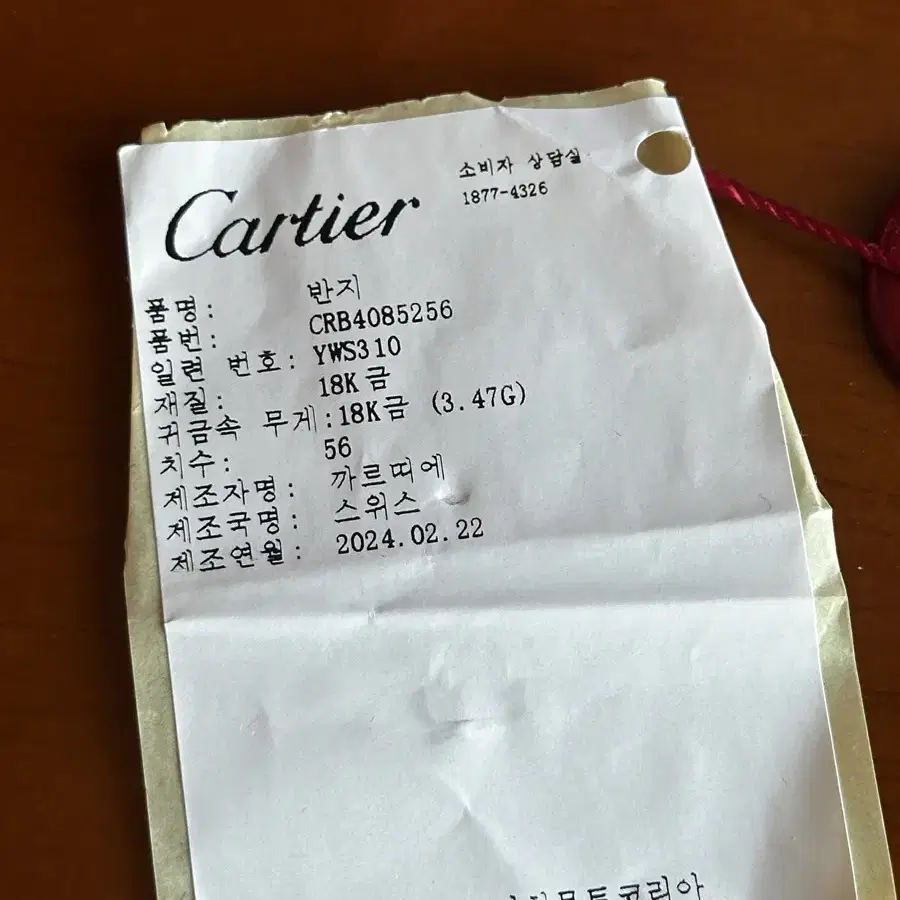 Cartier
소비자 상담실
1877-4326
품명: 반지
품번: CRB4085256
일련 번호: YWS310
재질: 18K 금
귀금속 무게:18K금 (3.47G)
치수: 56
제조자명: 까르띠에
제조국명: 스위스
제조연월: 2024.02.22